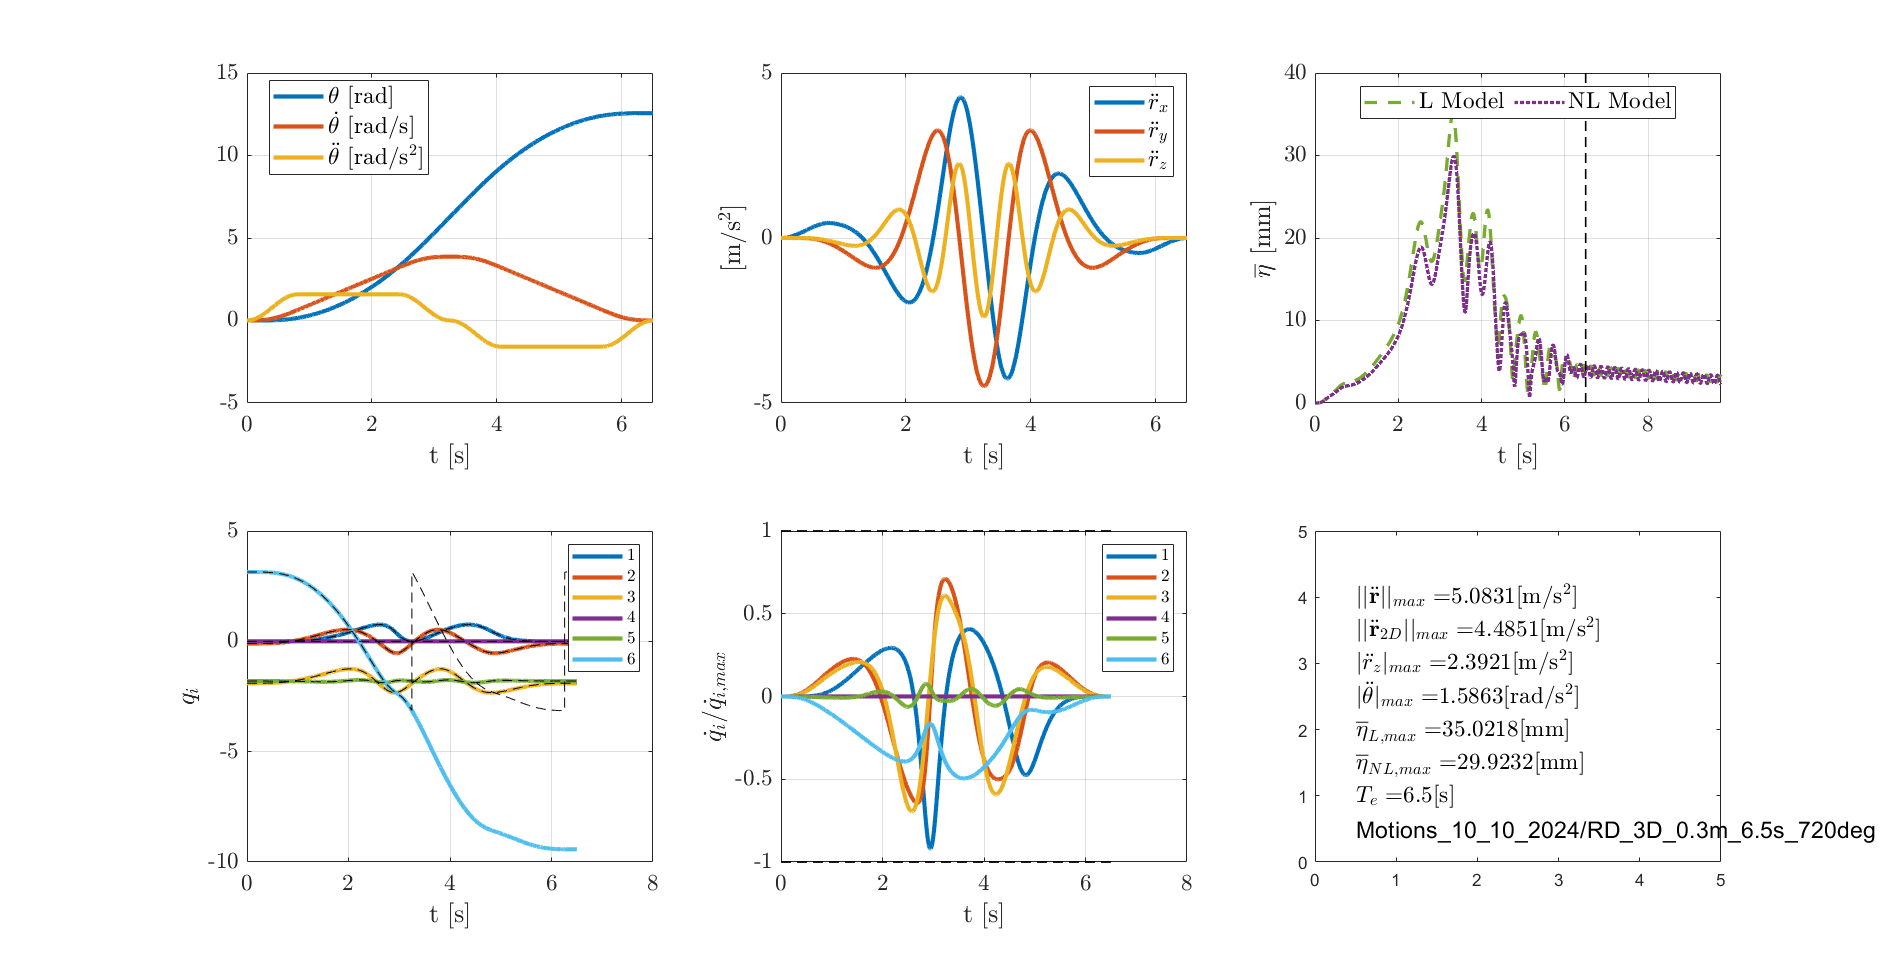 15
10
5
0
-5
0
2
4
6
t [s]
θ [rad]
θ̇ [rad/s]
θ̈ [rad/s²]
5
0
-5
0
2
4
6
t [s]
[m/s²]
r̈ₓ
r̈_y
r̈_z
40
30
20
10
0
0
2
4
6
8
t [s]
η̅ [mm]
L Model
NL Model
5
0
-5
-10
0
2
4
6
8
t [s]
qᵢ
1
2
3
4
5
6
1
0.5
0
-0.5
-1
0
2
4
6
8
t [s]
q̇ᵢ/q̇_{i,max}
1
2
3
4
5
6
5
4
3
2
1
0
0
1
2
3
4
5
||r̈||_{max} =5.0831[m/s²]
||r̈_{2D}||_{max} =4.4851[m/s²]
|r̈_z|_{max} =2.3921[m/s²]
|θ̈|_{max} =1.5863[rad/s²]
η̅_{L,max} =35.0218[mm]
η̅_{NL,max} =29.9232[mm]
T_e =6.5[s]
Motions_10_10_2024/RD_3D_0.3m_6.5s_720deg